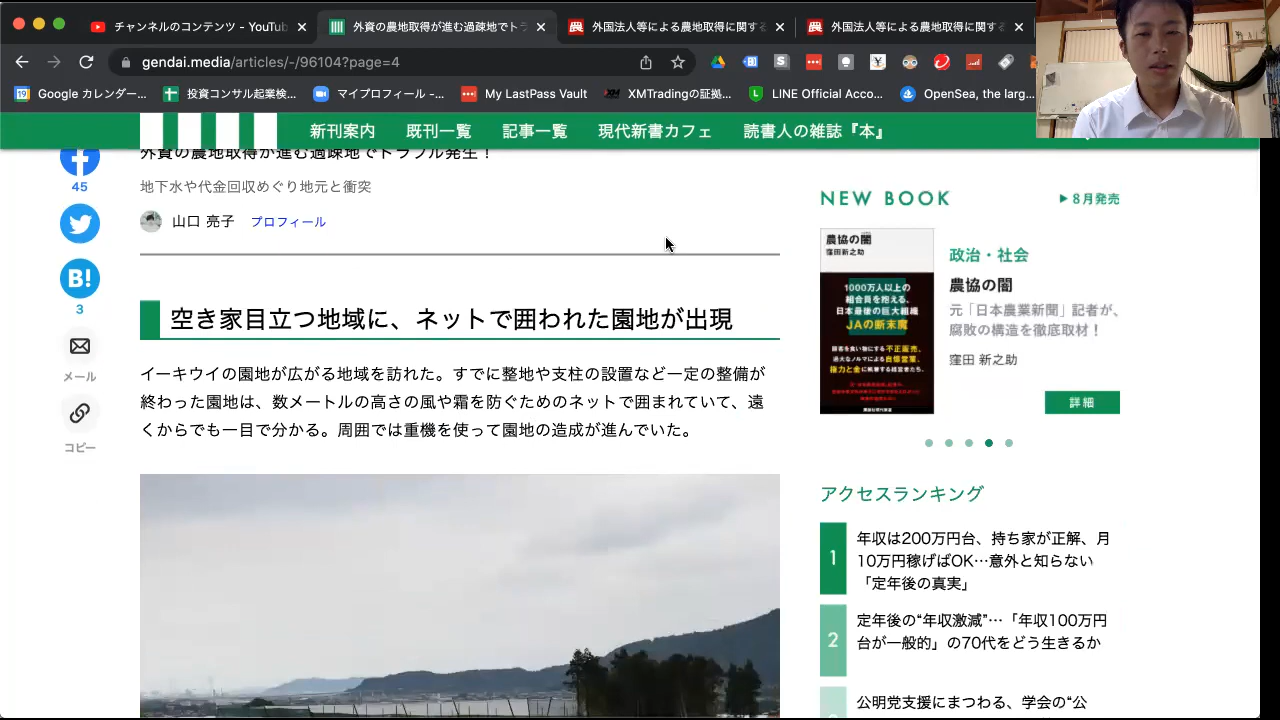 チャンネルのコンテンツ - YouTub
外資の農地取得が進む過疎地でトラ
外国法人等による農地取得に関する
外国法人等による農地取得に関する
gendai.media/articles/-/96104?page=4
Google カレンダー...
投資コンサル起業検...
マイプロフィール -...
My LastPass Vault
XMTradingの証拠...
LINE Official Acco...
OpenSea, the larg...
新刊案内
既刊一覧
記事一覧
現代新書カフェ
読書人の雑誌『本』
外資の農地取得が進む過疎地でトラブル発生！
地下水や代金回収めぐり地元と衝突
山口 亮子
プロフィール
45
B!
3
メール
コピー
空き家目立つ地域に、ネットで囲われた園地が出現
イーキウイの園地が広がる地域を訪れた。すでに整地や支柱の設置など一定の整備が
終わった園地は、数メートルの高さの風や霜を防ぐためのネットで囲まれていて、遠
くからでも一目で分かる。周囲では重機を使って園地の造成が進んでいた。
NEW BOOK
▶ 8月発売
農協の闇
窪田新之助
1000万人以上の
組合員を抱える、
日本最後の巨大組織
JAの断末魔
顧客を食い物にする不正販売、
過大なノルマによる自爆営業、
権力と金に執着する経営者たち、
政治・社会
農協の闇
元「日本農業新聞」記者が、
腐敗の構造を徹底取材！
窪田 新之助
詳細
アクセスランキング
1
年収は200万円台、持ち家が正解、月
10万円稼げばOK…意外と知らない
「定年後の真実」
2
定年後の“年収激減”…「年収100万円
台が一般的」の70代をどう生きるか
公明党支援にまつわる、学会の“公